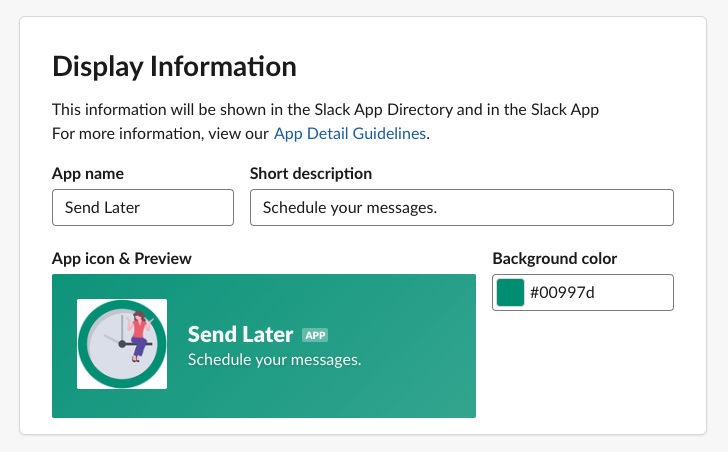 Display Information
This information will be shown in the Slack App Directory and in the Slack App
For more information, view our App Detail Guidelines.
App name
Short description
Send Later
Schedule your messages.
App icon & Preview
Background color
#00997d
Send Later APP
Schedule your messages.